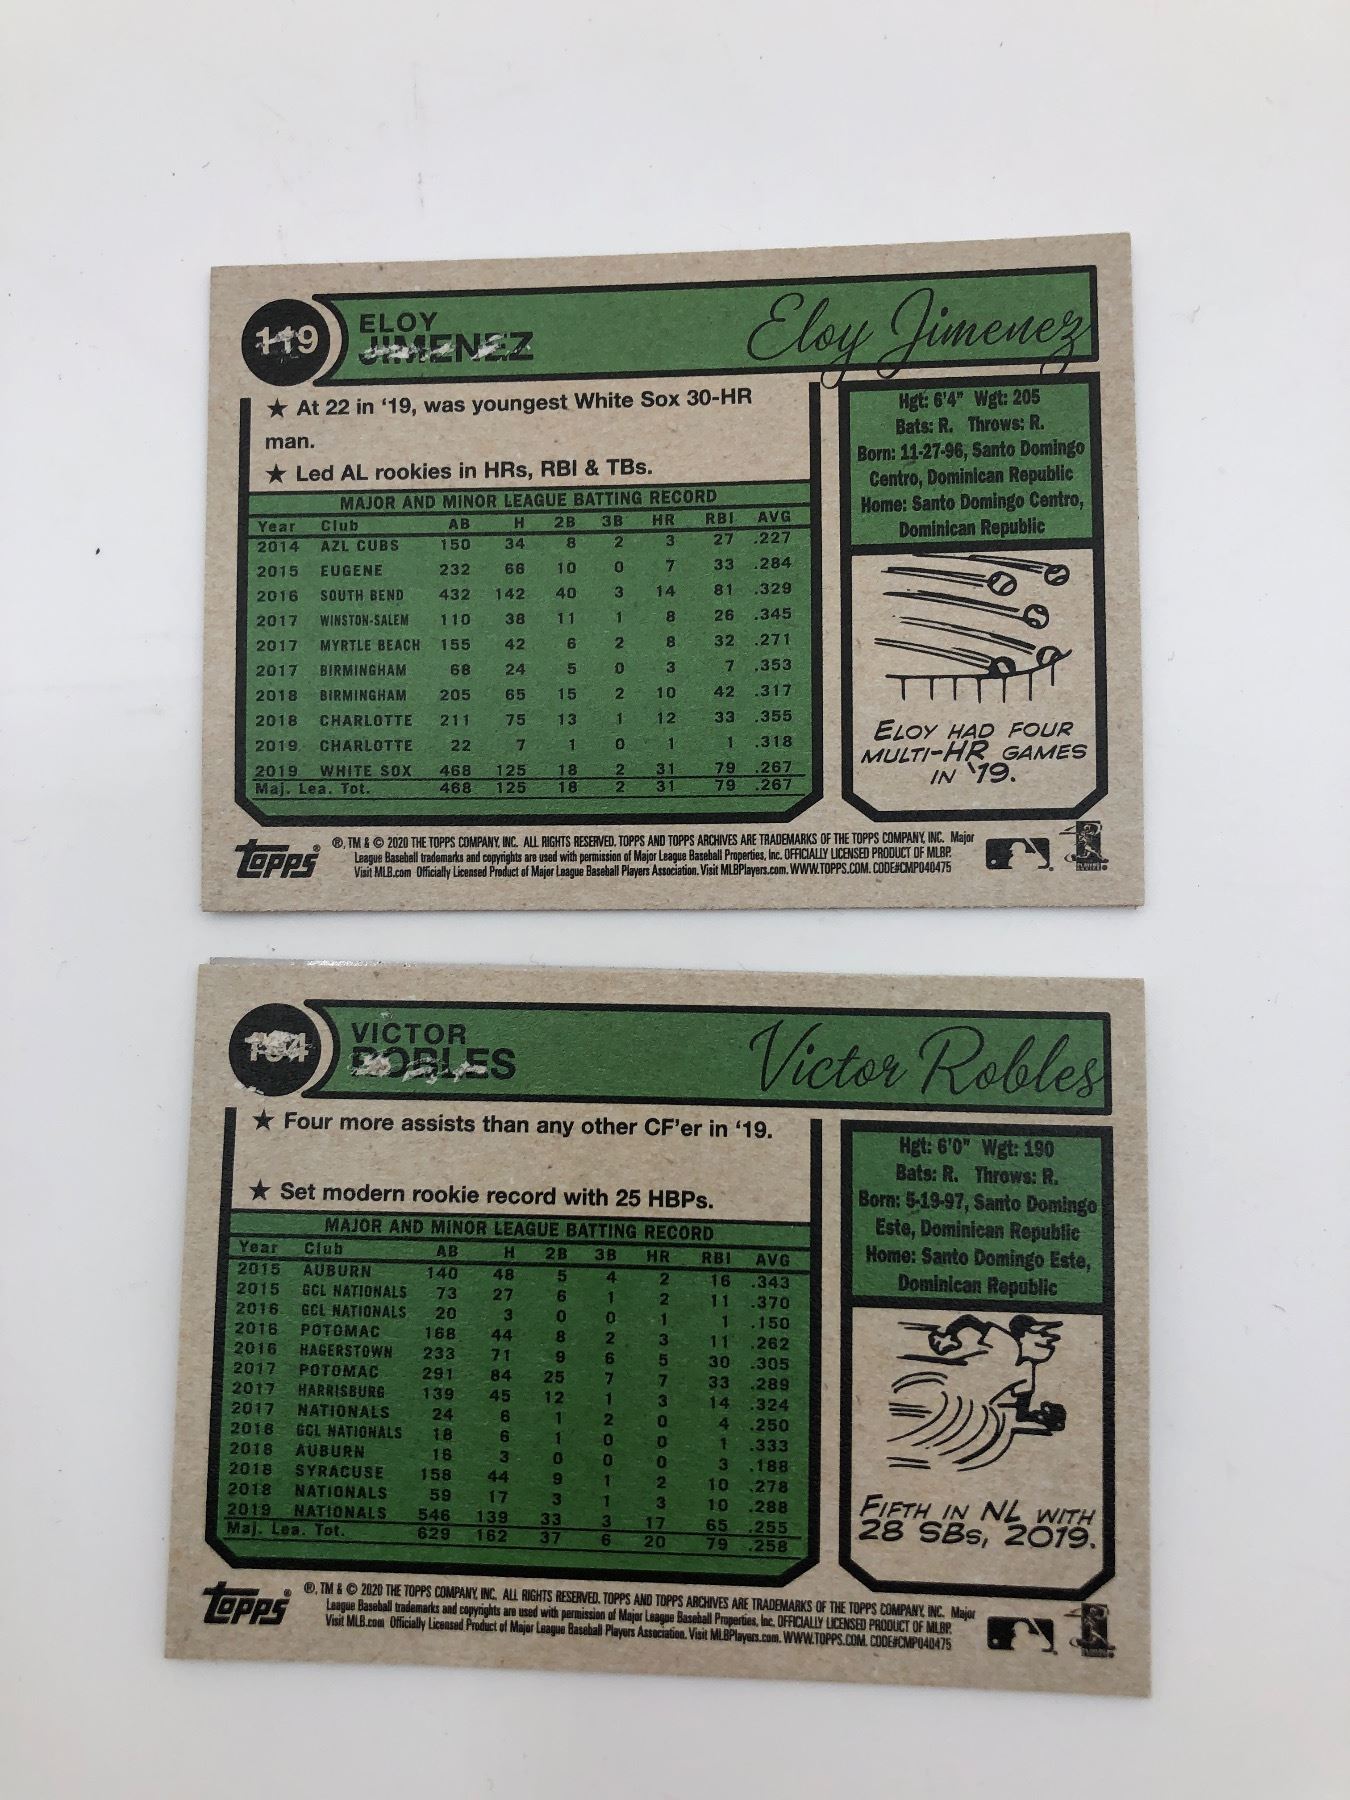 119
ELOY
JIMENEZ
Eloy Jimenez
★ At 22 in '19, was youngest White Sox 30-HR
man.
★ Led AL rookies in HRs, RBI & TBs.
MAJOR AND MINOR LEAGUE BATTING RECORD
Year Club AB H 2B 3B HR RBI AVG
2014 AZL CUBS 150 34 8 2 3 27 .227
2015 EUGENE 232 66 10 0 7 33 .284
2016 SOUTH BEND 432 142 40 3 14 81 .329
2017 WINSTON-SALEM 110 38 11 1 8 26 .345
2017 MYRTLE BEACH 155 42 6 2 8 32 .271
2017 BIRMINGHAM 68 24 5 0 3 7 .353
2018 BIRMINGHAM 205 65 15 2 10 42 .317
2018 CHARLOTTE 211 75 13 1 12 33 .355
2019 CHARLOTTE 22 7 1 0 1 1 .318
2019 WHITE SOX 468 125 18 2 31 79 .267
Maj. Lea. Tot. 468 125 18 2 31 79 .267
Hgt: 6'4" Wgt: 205
Bats: R. Throws: R.
Born: 11-27-96, Santo Domingo
Centro, Dominican Republic
Home: Santo Domingo Centro,
Dominican Republic
ELOY HAD FOUR
MULTI-HR GAMES
IN '19.
topps®
®, TM & © 2020 THE TOPPS COMPANY, INC. ALL RIGHTS RESERVED. TOPPS AND TOPPS ARCHIVES ARE TRADEMARKS OF THE TOPPS COMPANY, INC. Major
League Baseball trademarks and copyrights are used with permission of Major League Baseball Properties, Inc. OFFICIALLY LICENSED PRODUCT OF MLBP.
Visit MLB.com Officially Licensed Product of Major League Baseball Players Association. Visit MLBPlayers.com. WWW.TOPPS.COM. CODE#CMP040475
VICTOR
ROBLES
Victor Robles
★ Four more assists than any other CF'er in '19.
★ Set modern rookie record with 25 HBPs.
MAJOR AND MINOR LEAGUE BATTING RECORD
Year Club AB H 2B 3B HR RBI AVG
2015 AUBURN 140 48 5 4 2 16 .343
2015 GCL NATIONALS 73 27 6 1 2 11 .370
2016 GCL NATIONALS 20 3 0 0 1 1 .150
2016 POTOMAC 168 44 8 2 3 11 .262
2016 HAGERSTOWN 233 71 9 6 5 30 .305
2017 POTOMAC 291 84 25 7 7 33 .289
2017 HARRISBURG 139 45 12 1 3 14 .324
2017 NATIONALS 24 6 1 2 0 4 .250
2018 GCL NATIONALS 18 6 1 0 0 1 .333
2018 AUBURN 16 3 0 0 0 3 .188
2018 SYRACUSE 158 44 9 1 2 10 .278
2018 NATIONALS 59 17 3 1 3 10 .288
2019 NATIONALS 546 139 33 3 17 65 .255
Maj. Lea. Tot. 629 162 37 6 20 79 .258
Hgt: 6'0" Wgt: 190
Bats: R. Throws: R.
Born: 5-19-97, Santo Domingo
Este, Dominican Republic
Home: Santo Domingo Este,
Dominican Republic
FIFTH IN NL WITH
28 SBs, 2019.
topps®
®, TM & © 2020 THE TOPPS COMPANY, INC. ALL RIGHTS RESERVED. TOPPS AND TOPPS ARCHIVES ARE TRADEMARKS OF THE TOPPS COMPANY, INC. Major
League Baseball trademarks and copyrights are used with permission of Major League Baseball Properties, Inc. OFFICIALLY LICENSED PRODUCT OF MLBP.
Visit MLB.com Officially Licensed Product of Major League Baseball Players Association. Visit MLBPlayers.com. WWW.TOPPS.COM. CODE#CMP040475